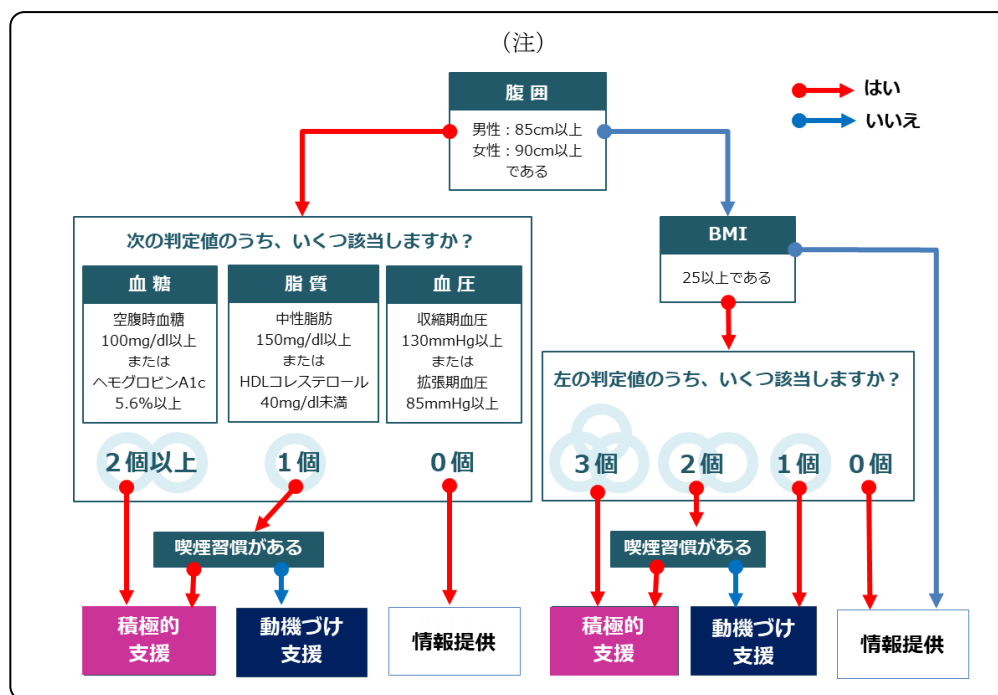 （注）
腹 囲
男性：85cm以上
女性：90cm以上
である
はい
いいえ
次の判定値のうち、いくつ該当しますか？
血 糖
空腹時血糖
100mg/dl以上
または
ヘモグロビンA1c
5.6%以上
脂 質
中性脂肪
150mg/dl以上
または
HDLコレステロール
40mg/dl未満
血 圧
収縮期血圧
130mmHg以上
または
拡張期血圧
85mmHg以上
2個以上
1個
0個
喫煙習慣がある
積極的
支援
動機づけ
支援
情報提供
BMI
25以上である
左の判定値のうち、いくつ該当しますか？
3個
2個
1個
0個
喫煙習慣がある
積極的
支援
動機づけ
支援
情報提供